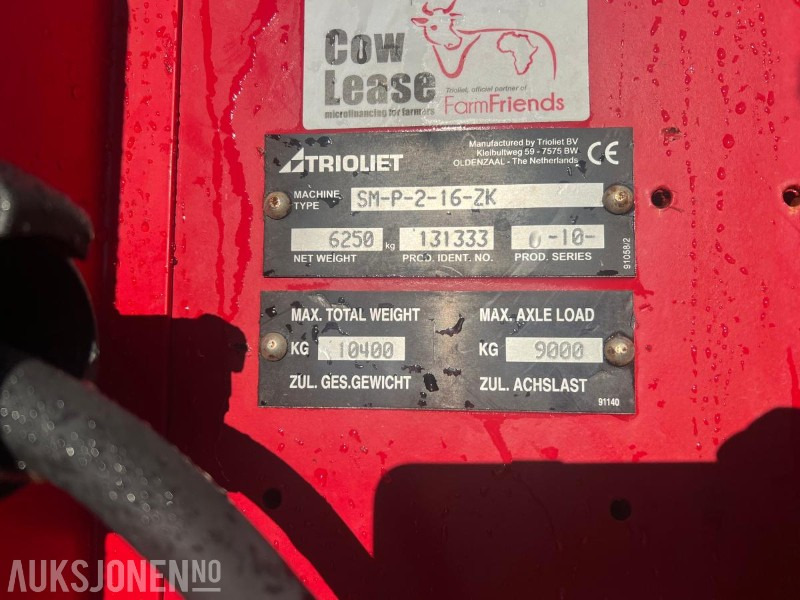 Cow
Lease
microfinancing for farmers
Trioliet, official partner of
FarmFriends
TRIOLIET
Manufactured by Trioliet BV
Kleibultweg 59 - 7575 BW
OLDENZAAL - The Netherlands
CE
MACHINE TYPE SM-P-2-16-ZK
6250 kg 131333 0-10-
NET WEIGHT PROD. IDENT. NO. PROD. SERIES
91058/2
MAX. TOTAL WEIGHT MAX. AXLE LOAD
KG 10400 KG 9000
ZUL. GES.GEWICHT ZUL. ACHSLAST
91140
AUKSJONEN.NO